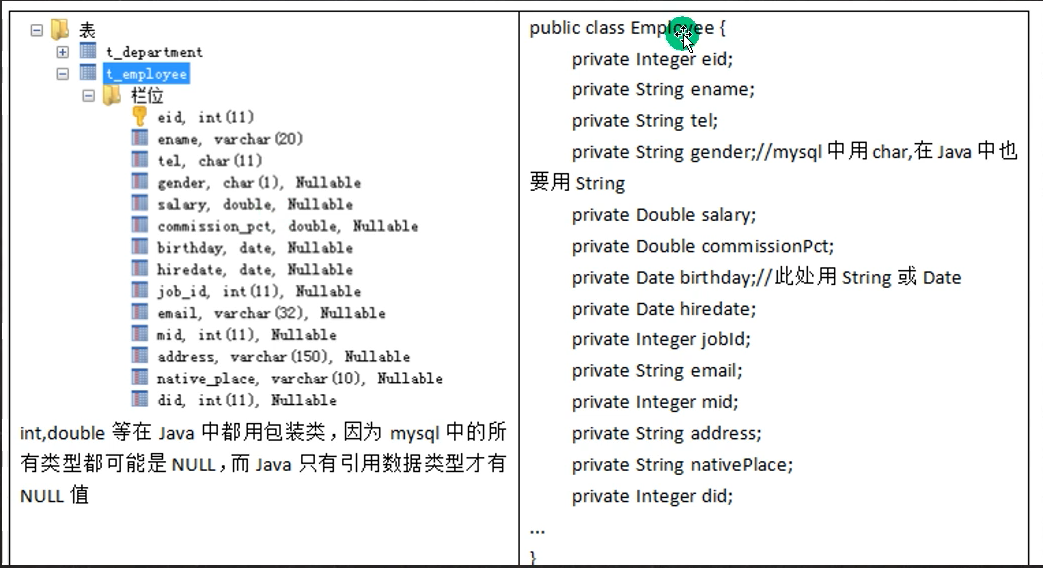 表
t_department
t_employee
栏位
eid, int(11)
ename, varchar(20)
tel, char(11)
gender, char(1), Nullable
salary, double, Nullable
commission_pct, double, Nullable
birthday, date, Nullable
hiredate, date, Nullable
job_id, int(11), Nullable
email, varchar(32), Nullable
mid, int(11), Nullable
address, varchar(150), Nullable
native_place, varchar(10), Nullable
did, int(11), Nullable
int,double 等在 Java 中都用包装类，因为 mysql 中的所
有类型都可能是 NULL，而 Java 只有引用数据类型才有
NULL 值
public class Employee {
private Integer eid;
private String ename;
private String tel;
private String gender;//mysql 中用 char,在 Java 中也
要用 String
private Double salary;
private Double commissionPct;
private Date birthday;//此处用 String 或 Date
private Date hiredate;
private Integer jobId;
private String email;
private Integer mid;
private String address;
private String nativePlace;
private Integer did;
...
}